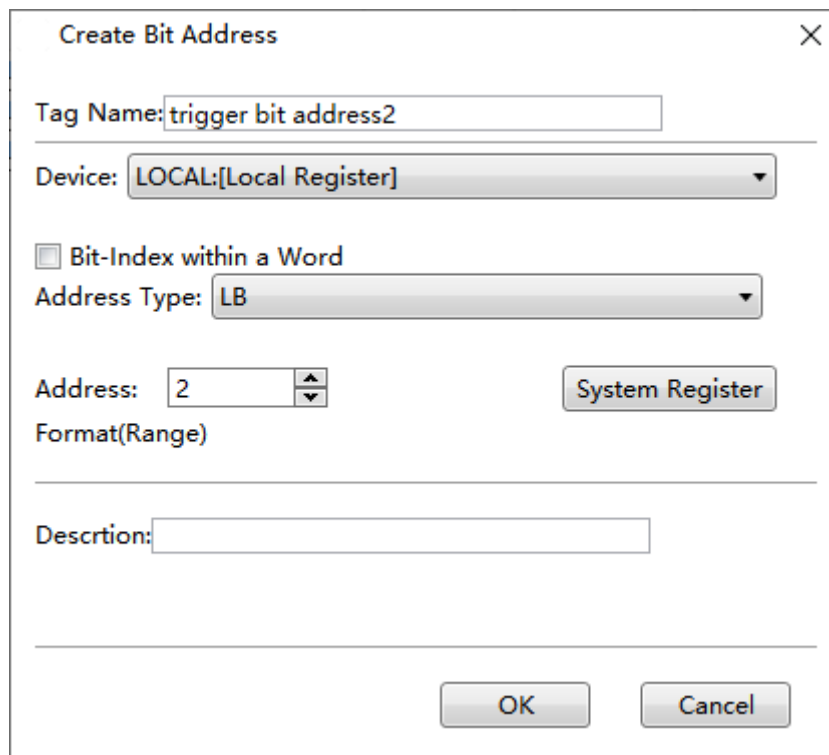 Create Bit Address
Tag Name: trigger bit address2
Device: LOCAL:[Local Register]
Bit-Index within a Word
Address Type: LB
Address: 2 System Register
Format(Range)
Descrtion:
OK Cancel